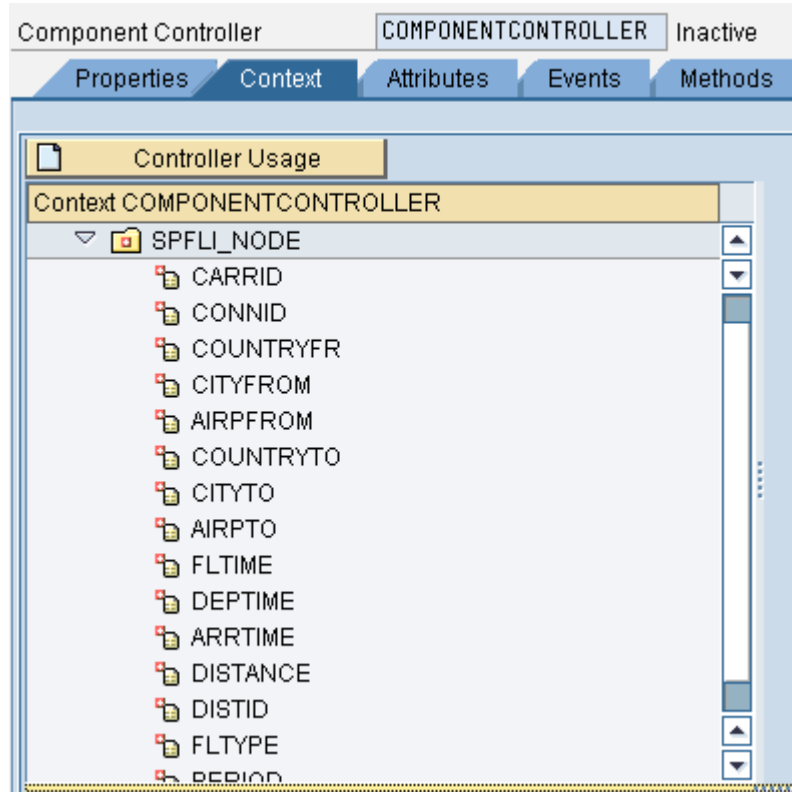 Component Controller COMPONENTCONTROLLER Inactive
Properties Context Attributes Events Methods
Controller Usage
Context COMPONENTCONTROLLER
SPFLI_NODE
CARRID
CONNID
COUNTRYFR
CITYFROM
AIRPFROM
COUNTRYTO
CITYTO
AIRPTO
FLTIME
DEPTIME
ARRTIME
DISTANCE
DISTID
FLTYPE
PERIOD